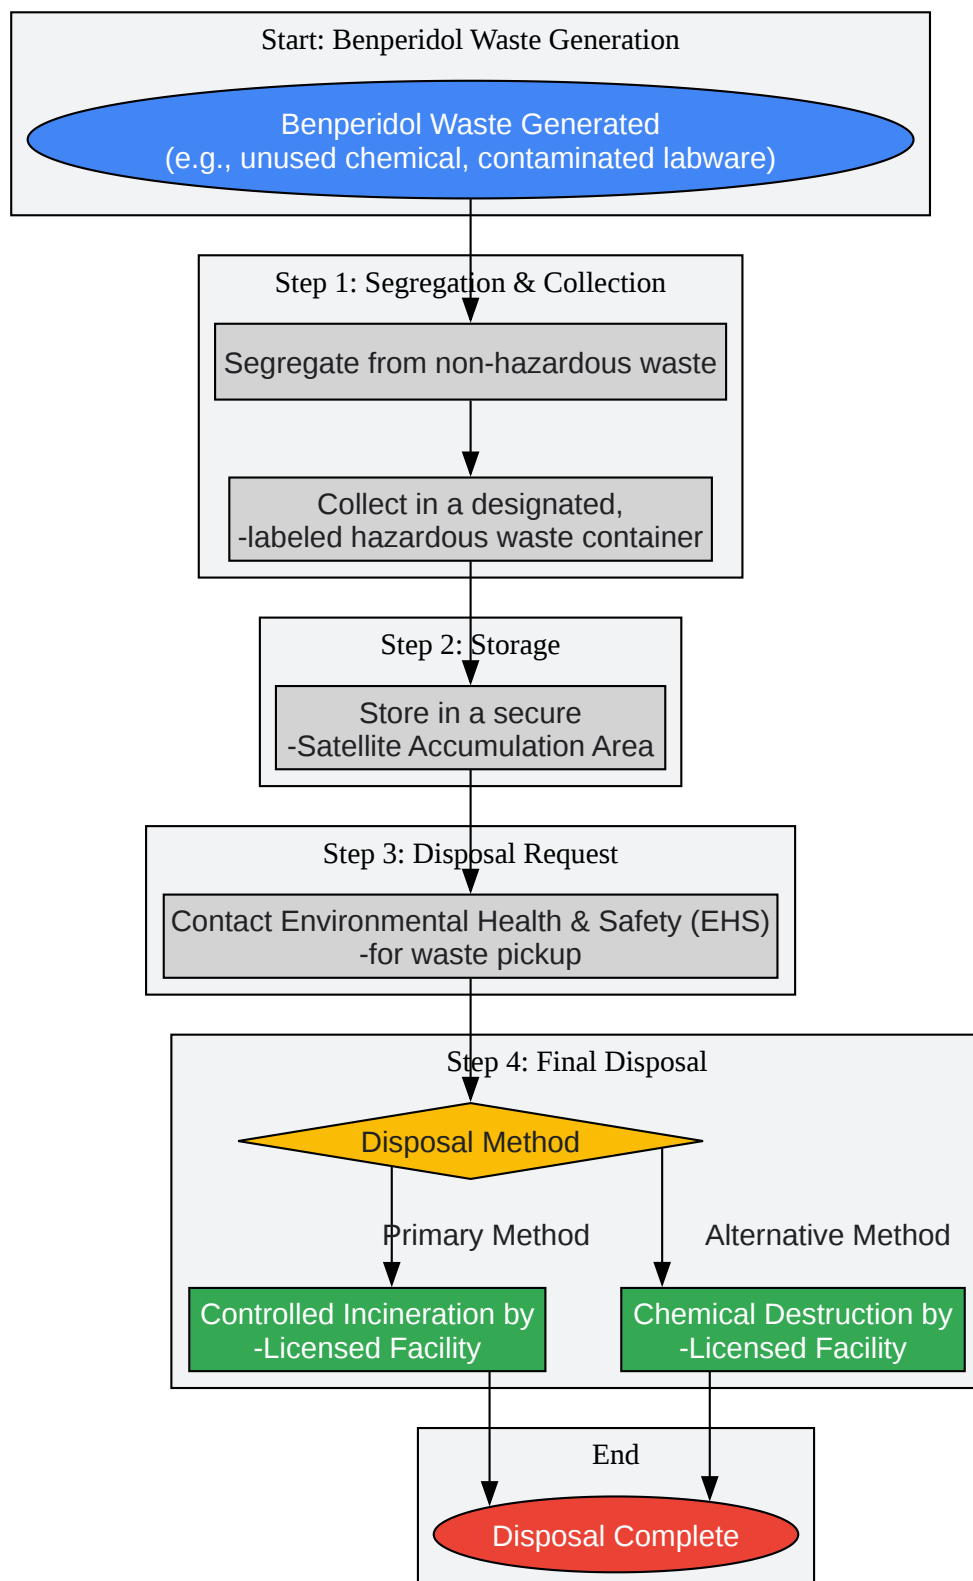 Start: Benperidol Waste Generation
Benperidol Waste Generated
(e.g., unused chemical, contaminated labware)
Step 1: Segregation & Collection
Segregate from non-hazardous waste
Collect in a designated,
-labeled hazardous waste container
Step 2: Storage
Store in a secure
-Satellite Accumulation Area
Step 3: Disposal Request
Contact Environmental Health & Safety (EHS)
-for waste pickup
Step 4: Final Disposal
Disposal Method
Primary Method
Alternative Method
Controlled Incineration by
-Licensed Facility
Chemical Destruction by
-Licensed Facility
End
Disposal Complete